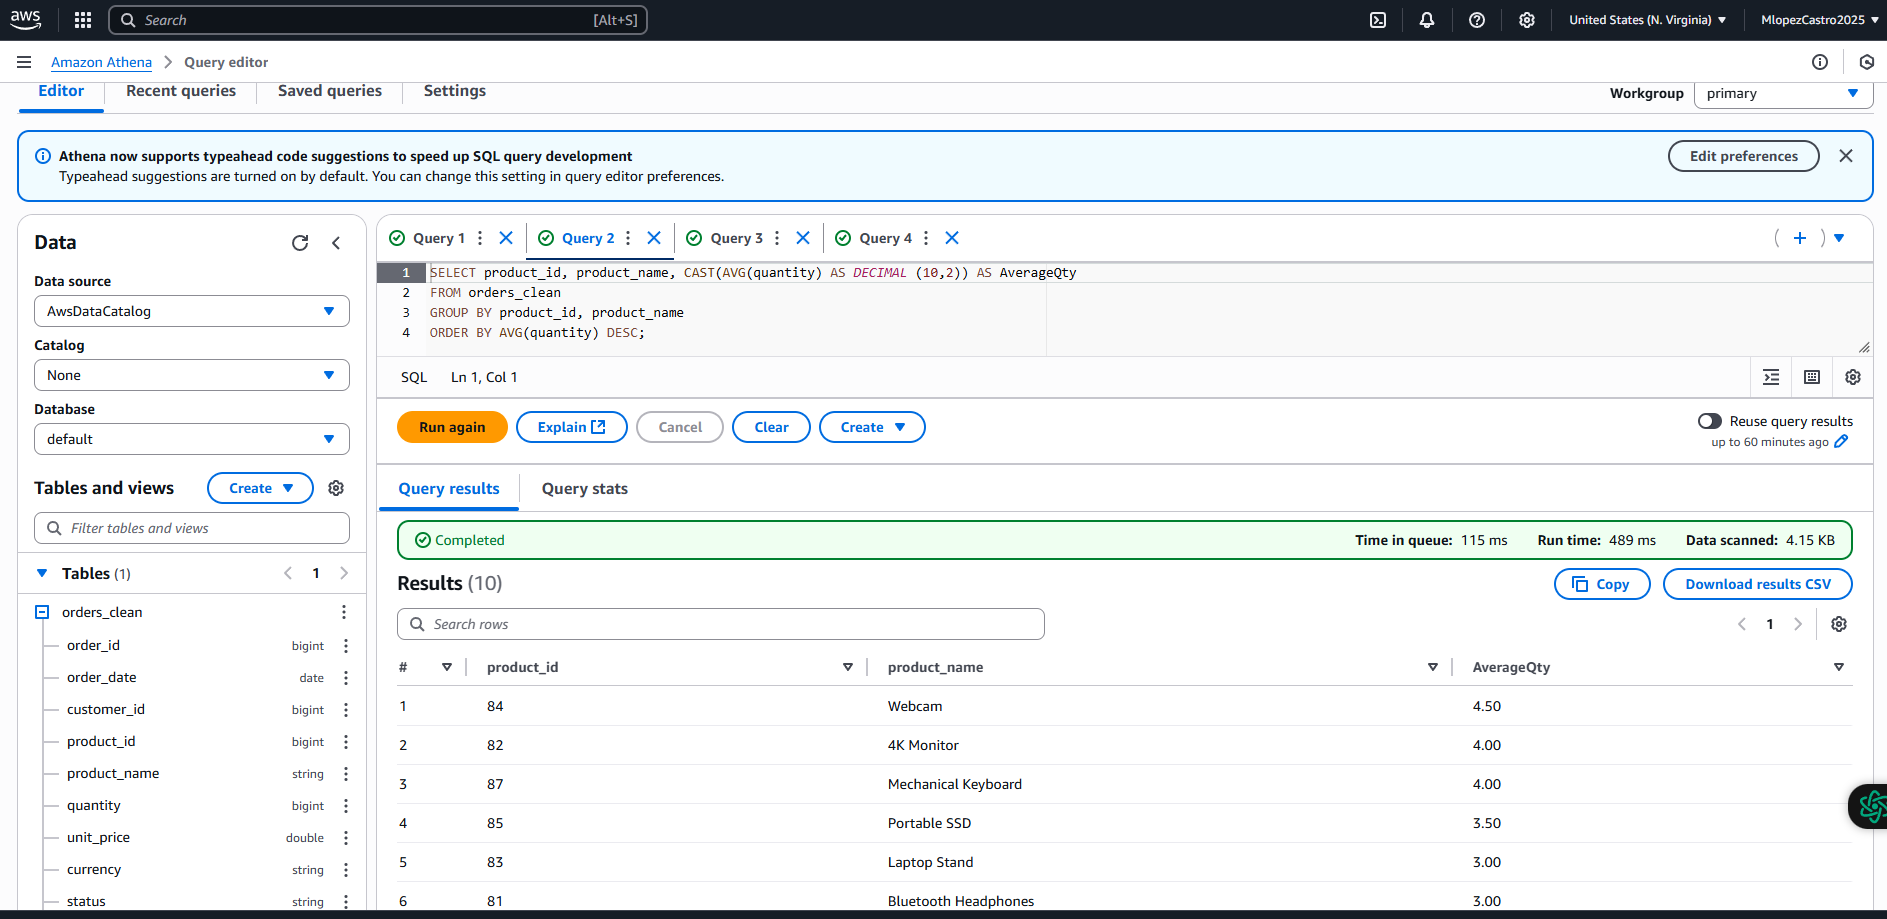 aws
Search
[Alt+S]
United States (N. Virginia)
MlopezCastro2025
Amazon Athena
Query editor
Editor
Recent queries
Saved queries
Settings
Workgroup
primary
Athena now supports typeahead code suggestions to speed up SQL query development
Typeahead suggestions are turned on by default. You can change this setting in query editor preferences.
Edit preferences
Data
Data source
AwsDataCatalog
Catalog
None
Database
default
Tables and views
Create
Filter tables and views
Tables (1)
1
orders_clean
order_id bigint
order_date date
customer_id bigint
product_id bigint
product_name string
quantity bigint
unit_price double
currency string
status string
Query 1
Query 2
Query 3
Query 4
1 SELECT product_id, product_name, CAST(AVG(quantity) AS DECIMAL (10,2)) AS AverageQty
2 FROM orders_clean
3 GROUP BY product_id, product_name
4 ORDER BY AVG(quantity) DESC;
SQL Ln 1, Col 1
Run again
Explain
Cancel
Clear
Create
Reuse query results
up to 60 minutes ago
Query results
Query stats
Completed
Time in queue: 115 ms
Run time: 489 ms
Data scanned: 4.15 KB
Results (10)
Copy
Download results CSV
Search rows
1
# product_id product_name AverageQty
1 84 Webcam 4.50
2 82 4K Monitor 4.00
3 87 Mechanical Keyboard 4.00
4 85 Portable SSD 3.50
5 83 Laptop Stand 3.00
6 81 Bluetooth Headphones 3.00